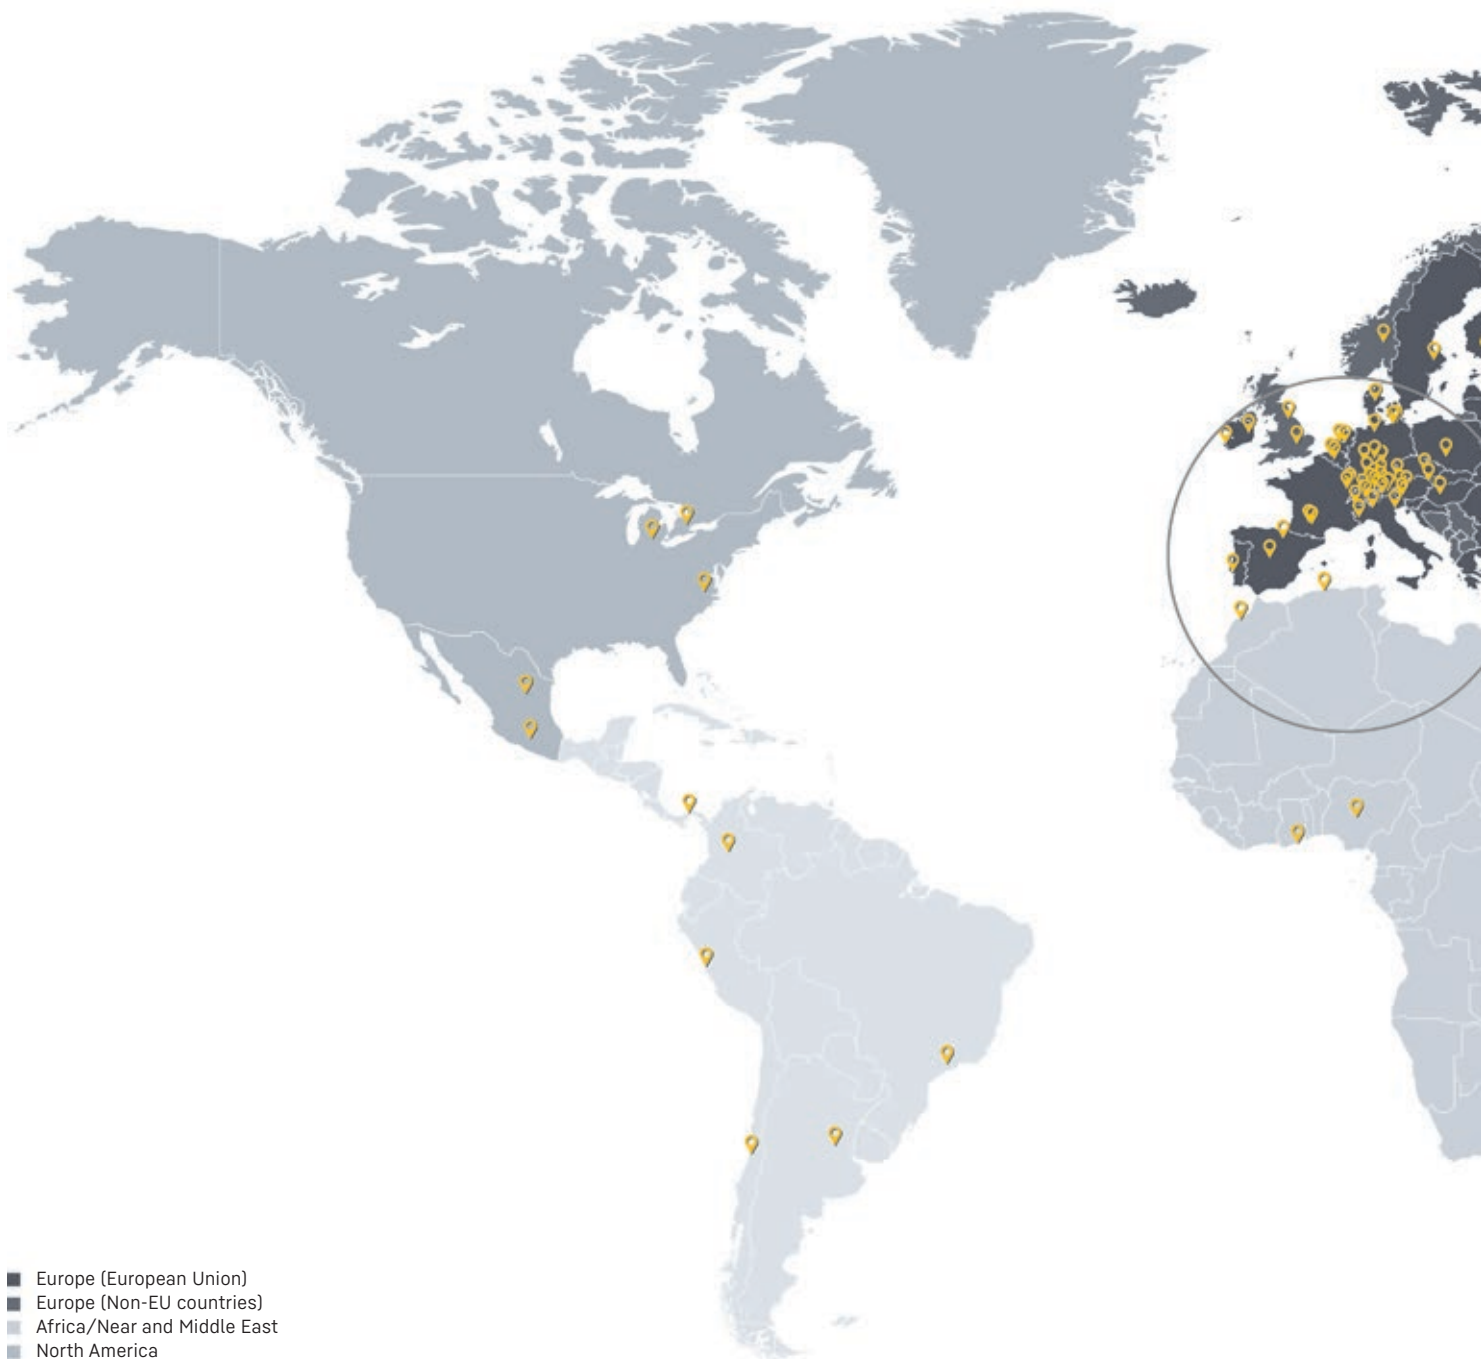 Europe (European Union)
Europe (Non-EU countries)
Africa/Near and Middle East
North America